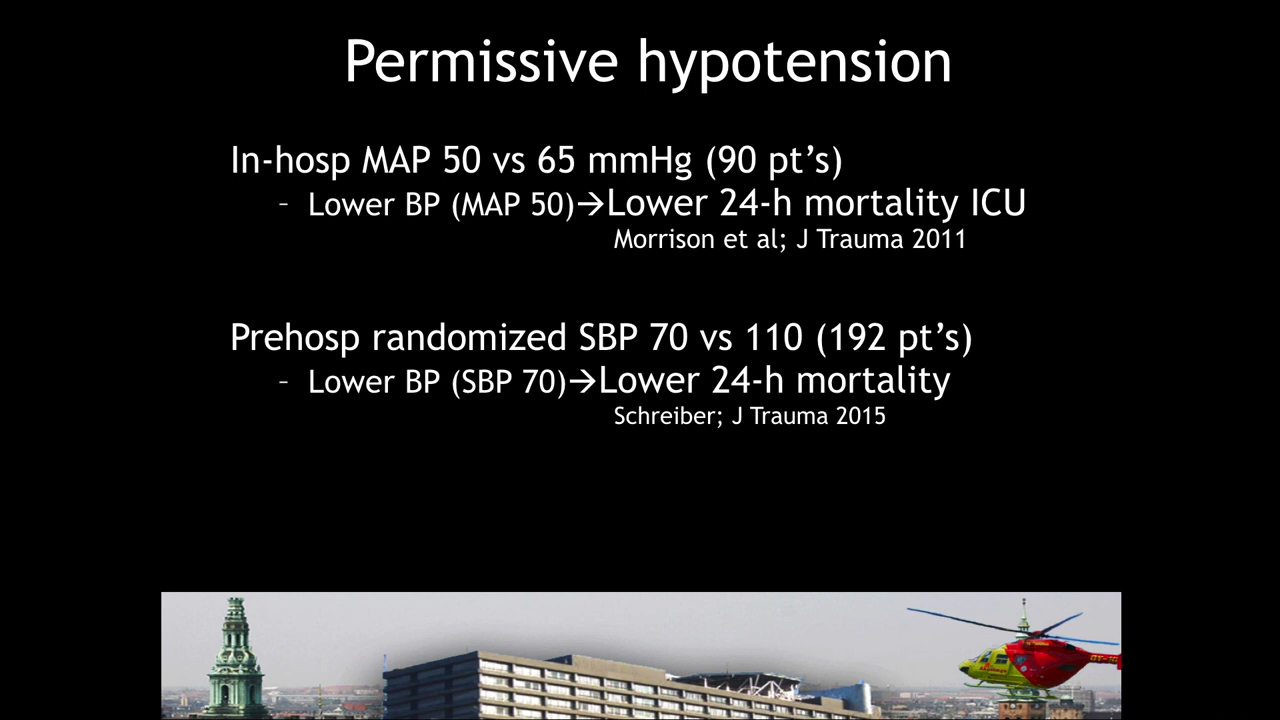 Permissive hypotension
In-hosp MAP 50 vs 65 mmHg (90 pt’s)
– Lower BP (MAP 50)→Lower 24-h mortality ICU
Morrison et al; J Trauma 2011
Prehosp randomized SBP 70 vs 110 (192 pt’s)
– Lower BP (SBP 70)→Lower 24-h mortality
Schreiber; J Trauma 2015